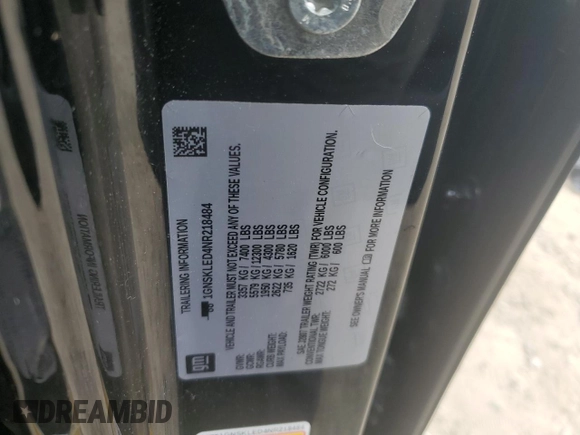 TRAILERING INFORMATION
1GNSKLED4NR218484
VEHICLE AND TRAILER MUST NOT EXCEED ANY OF THESE VALUES.
GVWR: 3357 KG / 7400 LBS
GCWR: 5579 KG / 12300 LBS
RGAWR: 1950 KG / 4300 LBS
CURB WEIGHT: 2622 KG / 5780 LBS
MAX PAYLOAD: 735 KG / 1620 LBS
SAE J2807 TRAILER WEIGHT RATING (TWR) FOR VEHICLE CONFIGURATION.
CONVENTIONAL TWR: 2722 KG / 6000 LBS
MAX TONGUE WEIGHT: 272 KG / 600 LBS
SEE OWNER'S MANUAL FOR MORE INFORMATION
gm
DREAMBID